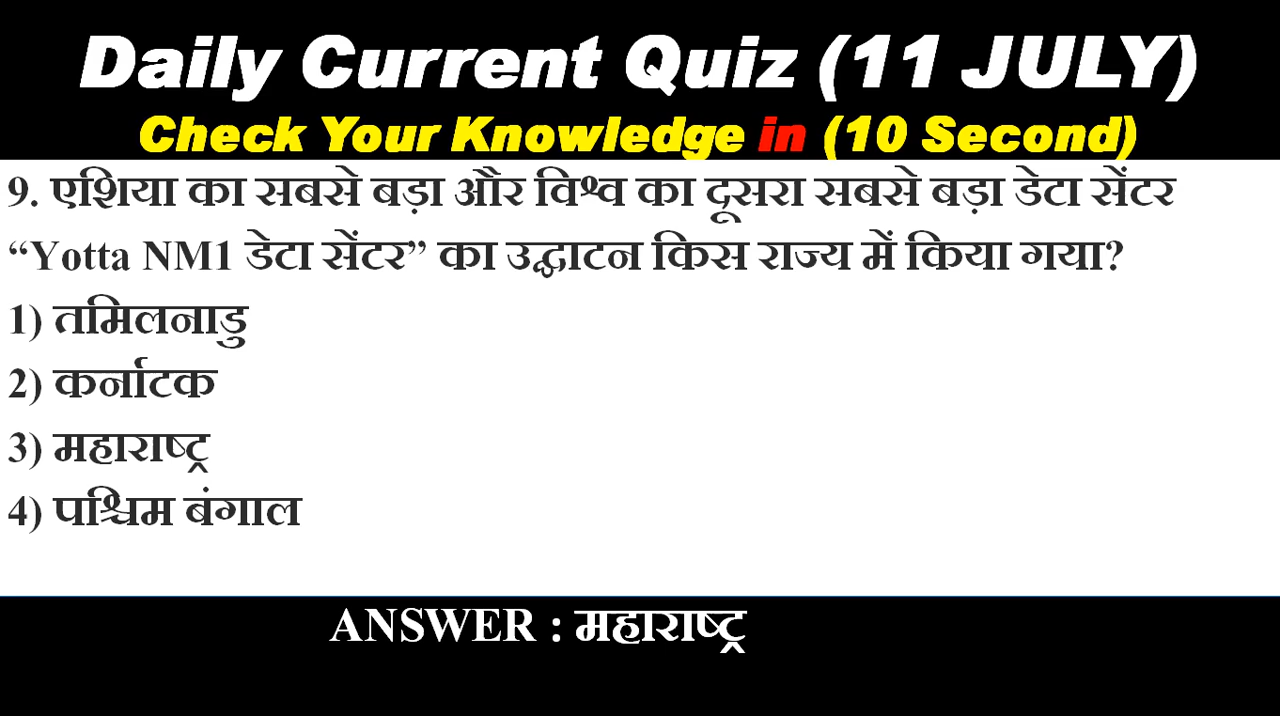 Daily Current Quiz (11 JULY)
Check Your Knowledge in (10 Second)
9. एशिया का सबसे बड़ा और विश्व का दूसरा सबसे बड़ा डेटा सेंटर
“Yotta NM1 डेटा सेंटर” का उद्घाटन किस राज्य में किया गया?
1) तमिलनाडु
2) कर्नाटक
3) महाराष्ट्र
4) पश्चिम बंगाल
ANSWER : महाराष्ट्र